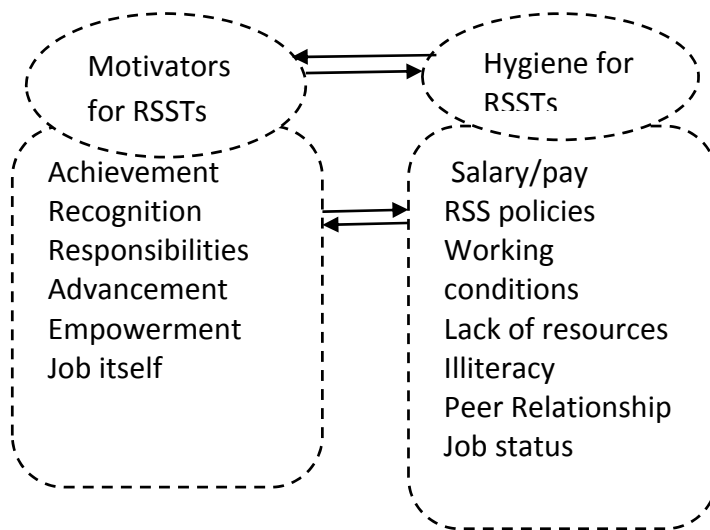 Motivators
for RSSTs
Hygiene for
RSSTs
Achievement
Recognition
Responsibilities
Advancement
Empowerment
Job itself
Salary/pay
RSS policies
Working
conditions
Lack of resources
Illiteracy
Peer Relationship
Job status